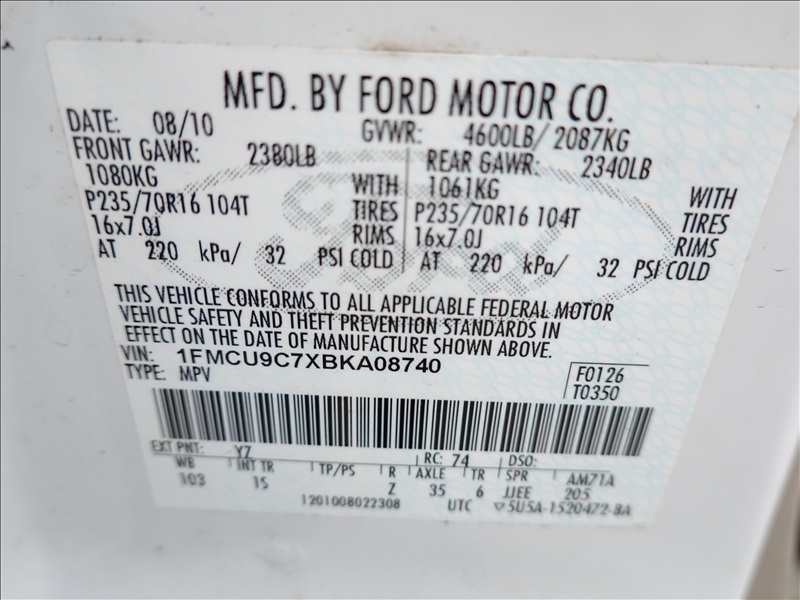 MFD. BY FORD MOTOR CO.
DATE: 08/10 GVWR: 4600LB/ 2087KG
FRONT GAWR: 2380LB REAR GAWR: 2340LB
1080KG WITH 1061KG WITH
P235/70R16 104T TIRES P235/70R16 104T TIRES
16x7.0J RIMS 16x7.0J RIMS
AT 220 kPa/ 32 PSI COLD AT 220 kPa/ 32 PSI COLD
Ford
THIS VEHICLE CONFORMS TO ALL APPLICABLE FEDERAL MOTOR
VEHICLE SAFETY AND THEFT PREVENTION STANDARDS IN
EFFECT ON THE DATE OF MANUFACTURE SHOWN ABOVE.
VIN: 1FMCU9C7XBKA08740
TYPE: MPV
F0126
T0350
EXT PNT: YZ RC: 74 DSO:
WB INT TR TP/PS R AXLE TR SPR AM71A
103 IS Z 35 6 JJEE 205
1201008022308 UTC ▽5U5A-1520472-BA